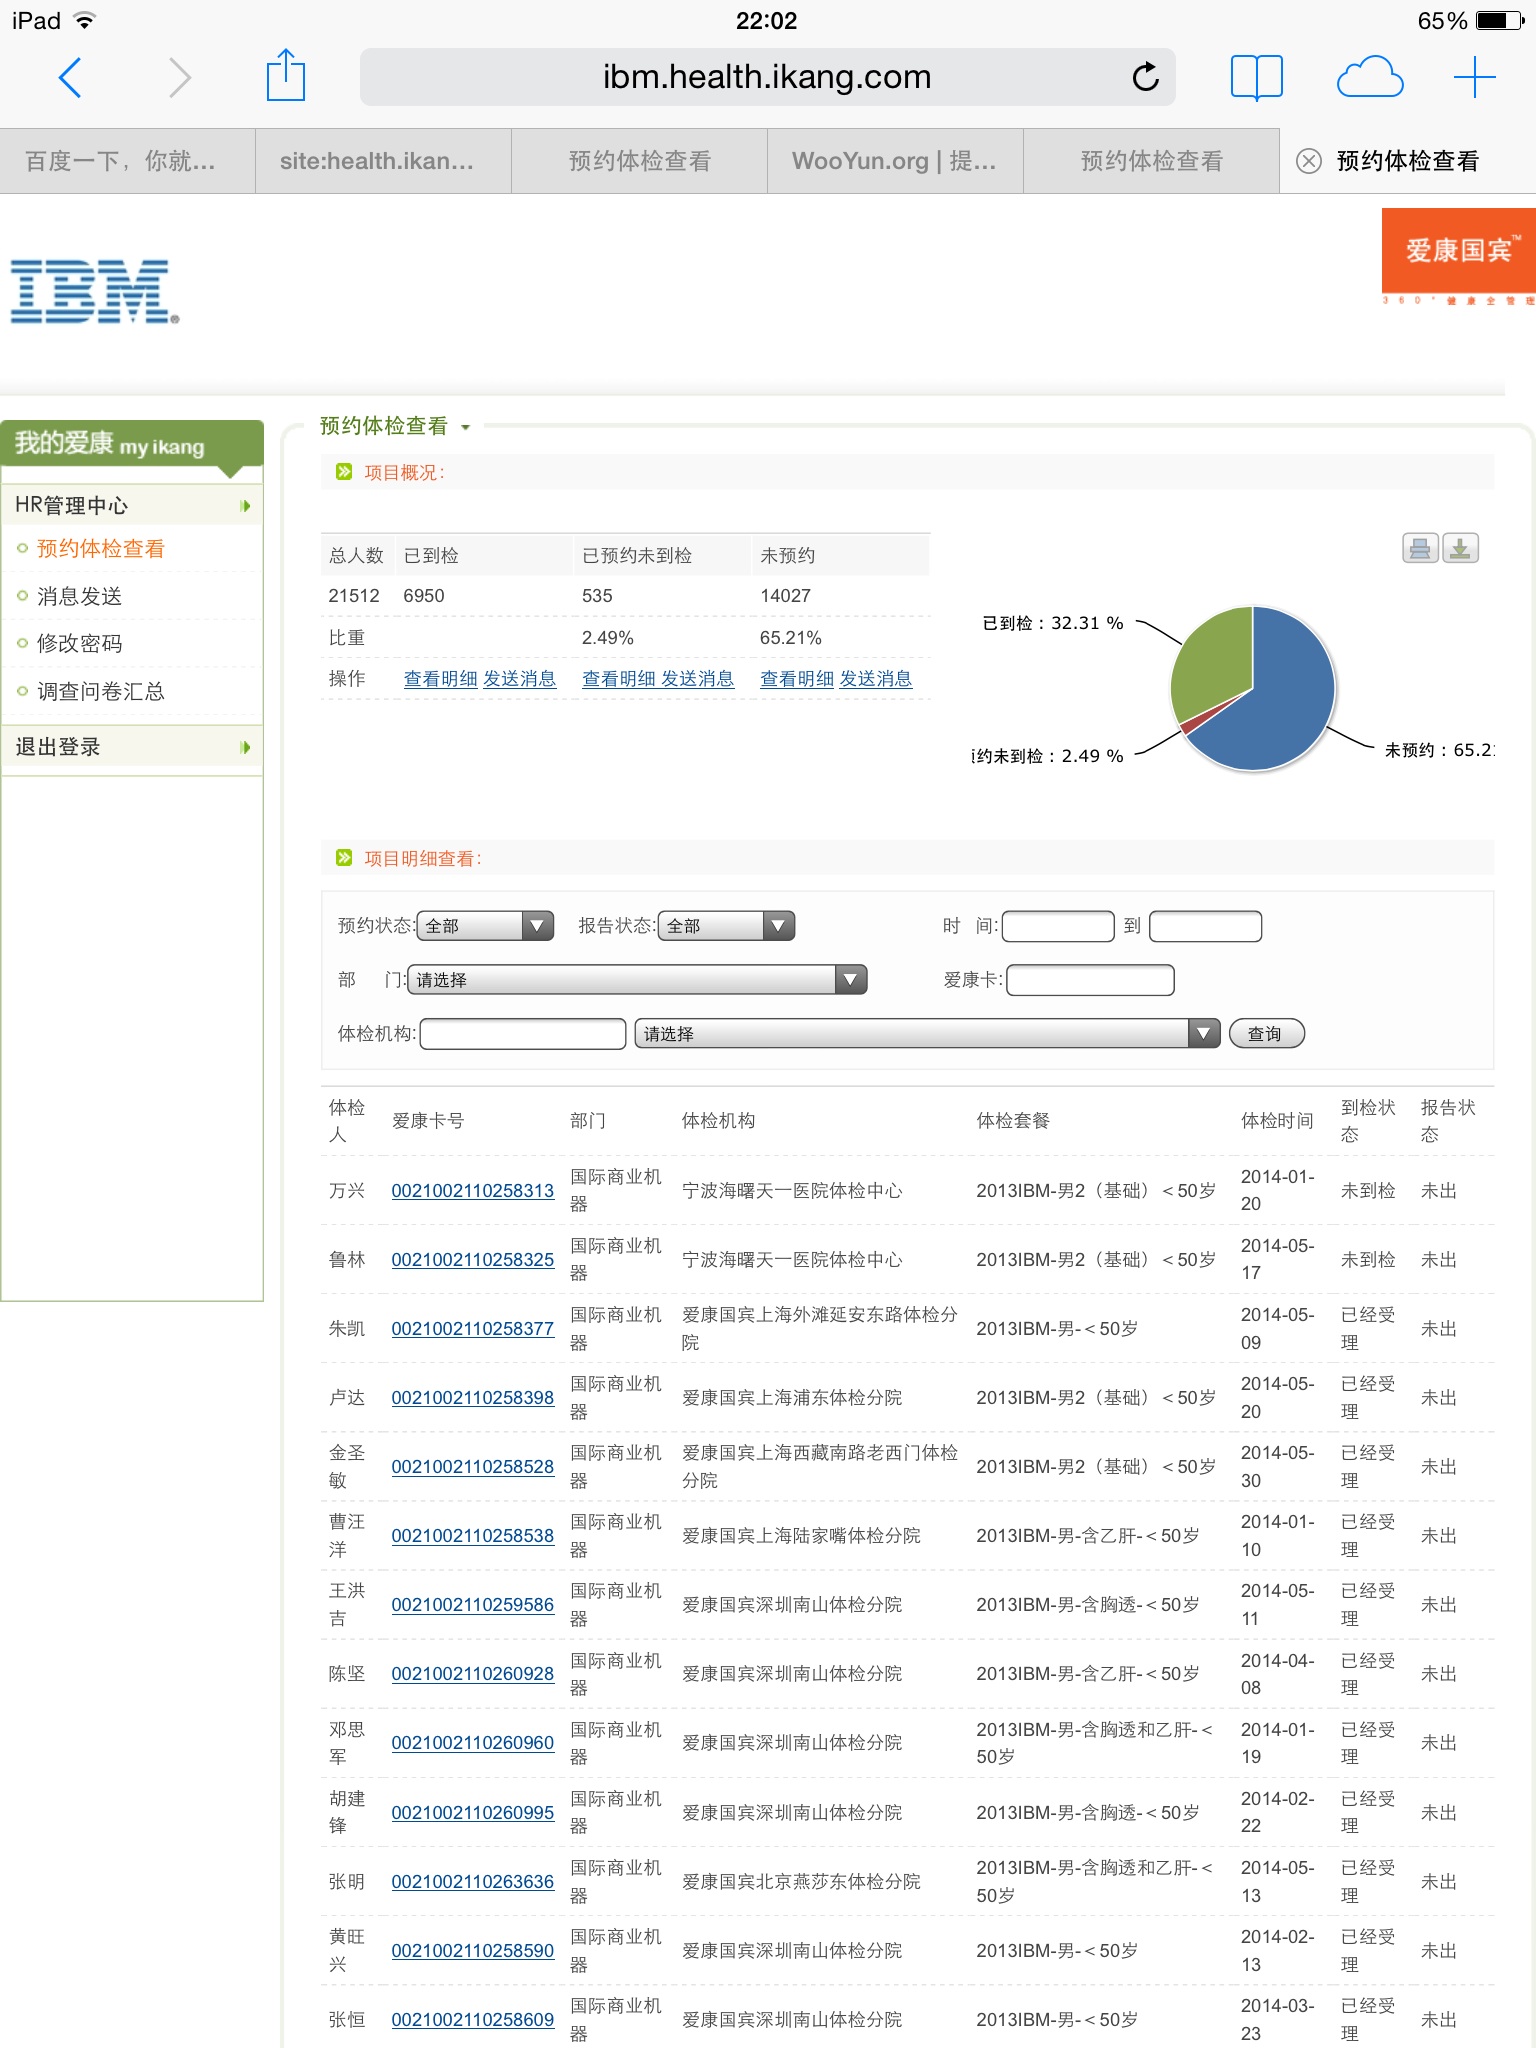 iPad 22:02 65%
ibm.health.ikang.com
百度一下，你就... site:health.ikan... 预约体检查看 WooYun.org | 提... 预约体检查看 预约体检查看
IBM®
爱康国宾™
360°健康全管理
我的爱康 my ikang
HR管理中心
预约体检查看
消息发送
修改密码
调查问卷汇总
退出登录
预约体检查看
项目概况:
总人数 已到检 已预约未到检 未预约
21512 6950 535 14027
比重 2.49% 65.21%
操作 查看明细 发送消息 查看明细 发送消息 查看明细 发送消息
已到检：32.31 %
约未到检：2.49 %
未预约：65.2
项目明细查看:
预约状态: 全部 报告状态: 全部 时 间: 到
部 门: 请选择 爱康卡:
体检机构: 请选择 查询
体检人 爱康卡号 部门 体检机构 体检套餐 体检时间 到检状态 报告状态
万兴 0021002110258313 国际商业机器 宁波海曙天一医院体检中心 2013IBM-男2（基础）＜50岁 2014-01-20 未到检 未出
鲁林 0021002110258325 国际商业机器 宁波海曙天一医院体检中心 2013IBM-男2（基础）＜50岁 2014-05-17 未到检 未出
朱凯 0021002110258377 国际商业机器 爱康国宾上海外滩延安东路体检分院 2013IBM-男-＜50岁 2014-05-09 已经受理 未出
卢达 0021002110258398 国际商业机器 爱康国宾上海浦东体检分院 2013IBM-男2（基础）＜50岁 2014-05-20 已经受理 未出
金圣敏 0021002110258528 国际商业机器 爱康国宾上海西藏南路老西门体检分院 2013IBM-男2（基础）＜50岁 2014-05-30 已经受理 未出
曹汪洋 0021002110258538 国际商业机器 爱康国宾上海陆家嘴体检分院 2013IBM-男-含乙肝-＜50岁 2014-01-10 已经受理 未出
王洪吉 0021002110259586 国际商业机器 爱康国宾深圳南山体检分院 2013IBM-男-含胸透-＜50岁 2014-05-11 已经受理 未出
陈坚 0021002110260928 国际商业机器 爱康国宾深圳南山体检分院 2013IBM-男-含乙肝-＜50岁 2014-04-08 已经受理 未出
邓思军 0021002110260960 国际商业机器 爱康国宾深圳南山体检分院 2013IBM-男-含胸透和乙肝-＜50岁 2014-01-19 已经受理 未出
胡建锋 0021002110260995 国际商业机器 爱康国宾深圳南山体检分院 2013IBM-男-含胸透-＜50岁 2014-02-22 已经受理 未出
张明 0021002110263636 国际商业机器 爱康国宾北京燕莎东体检分院 2013IBM-男-含胸透和乙肝-＜50岁 2014-05-13 已经受理 未出
黄旺兴 0021002110258590 国际商业机器 爱康国宾深圳南山体检分院 2013IBM-男-＜50岁 2014-02-13 已经受理 未出
张恒 0021002110258609 国际商业机器 爱康国宾深圳南山体检分院 2013IBM-男-＜50岁 2014-03-23 已经受理 未出